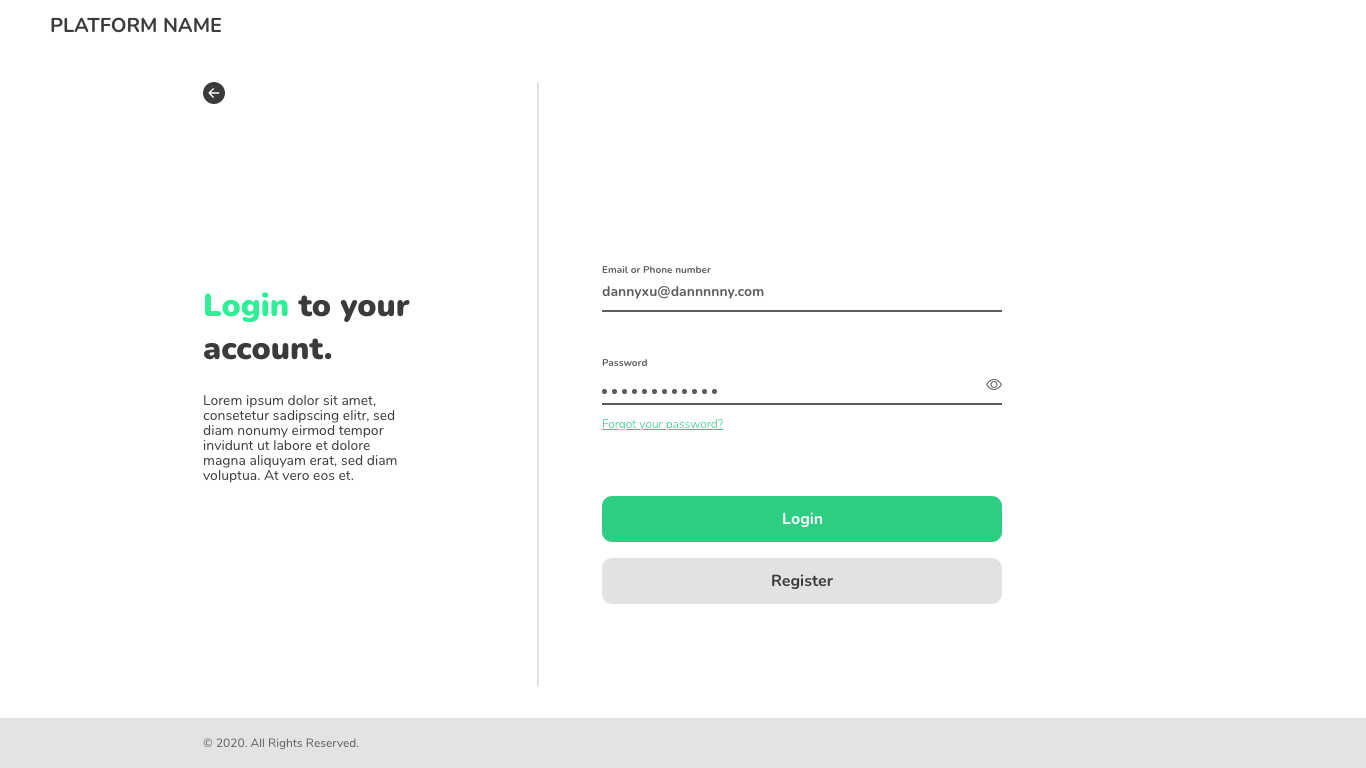 PLATFORM NAME
Login to your
account.
Lorem ipsum dolor sit amet,
consetetur sadipscing elitr, sed
diam nonumy eirmod tempor
invidunt ut labore et dolore
magna aliquyam erat, sed diam
voluptua. At vero eos et.
Email or Phone number
dannyxu@dannnnny.com
Password
••••••••••••
Forgot your password?
Login
Register
© 2020. All Rights Reserved.